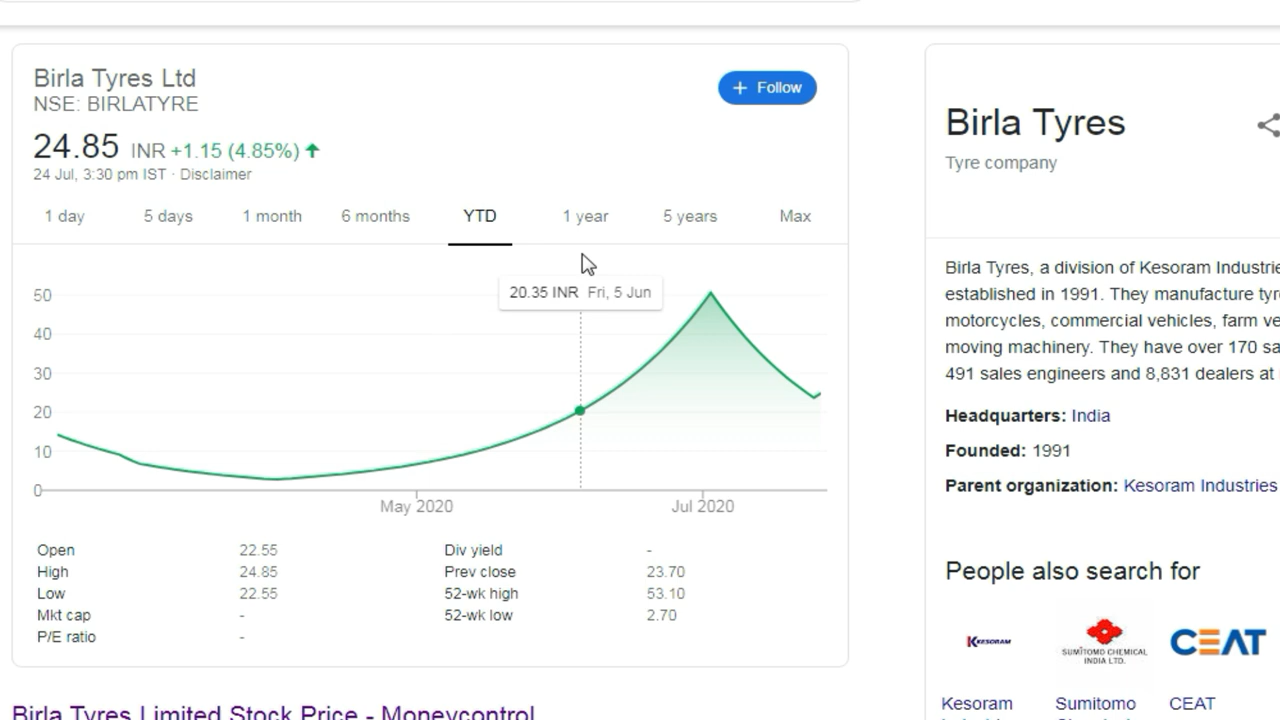 Birla Tyres Ltd
NSE: BIRLATYRE
+ Follow
24.85 INR +1.15 (4.85%) ↑
24 Jul, 3:30 pm IST · Disclaimer
1 day 5 days 1 month 6 months YTD 1 year 5 years Max
20.35 INR Fri, 5 Jun
50
40
30
20
10
0
May 2020 Jul 2020
Open 22.55 Div yield -
High 24.85 Prev close 23.70
Low 22.55 52-wk high 53.10
Mkt cap - 52-wk low 2.70
P/E ratio -
Birla Tyres Limited Stock Price - Moneycontrol
Birla Tyres
Tyre company
Birla Tyres, a division of Kesoram Industrie
established in 1991. They manufacture tyr
motorcycles, commercial vehicles, farm ve
moving machinery. They have over 170 sa
491 sales engineers and 8,831 dealers at
Headquarters: India
Founded: 1991
Parent organization: Kesoram Industries
People also search for
KESORAM
SUMITOMO CHEMICAL
INDIA LTD.
CEAT
Kesoram Sumitomo CEAT